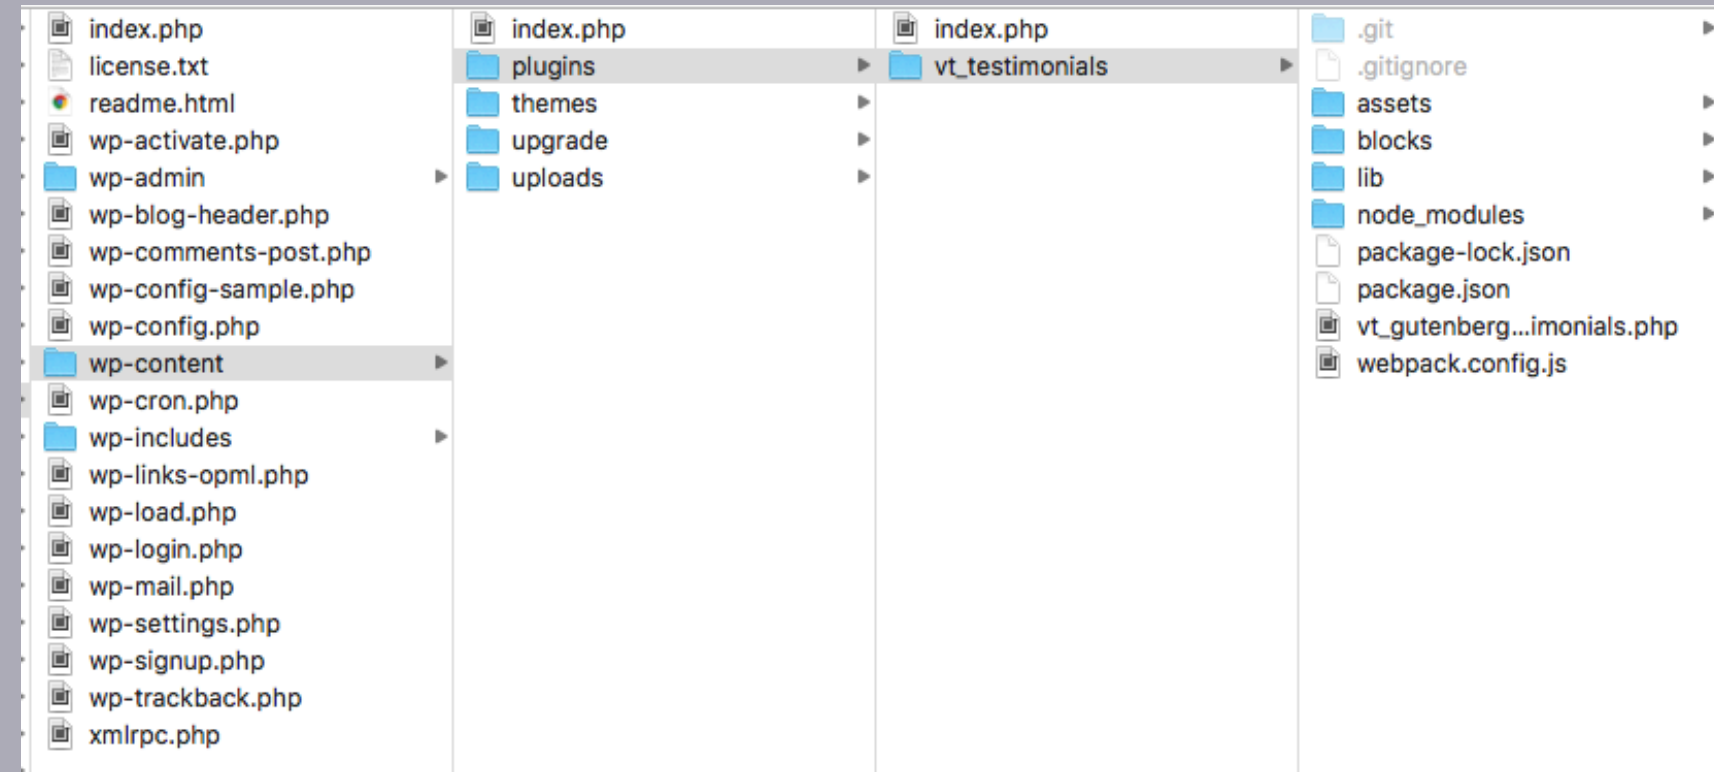 index.php
license.txt
readme.html
wp-activate.php
wp-admin
wp-blog-header.php
wp-comments-post.php
wp-config-sample.php
wp-config.php
wp-content
wp-cron.php
wp-includes
wp-links-opml.php
wp-load.php
wp-login.php
wp-mail.php
wp-settings.php
wp-signup.php
wp-trackback.php
xmlrpc.php
index.php
plugins
themes
upgrade
uploads
index.php
vt_testimonials
.git
.gitignore
assets
blocks
lib
node_modules
package-lock.json
package.json
vt_gutenberg...imonials.php
webpack.config.js